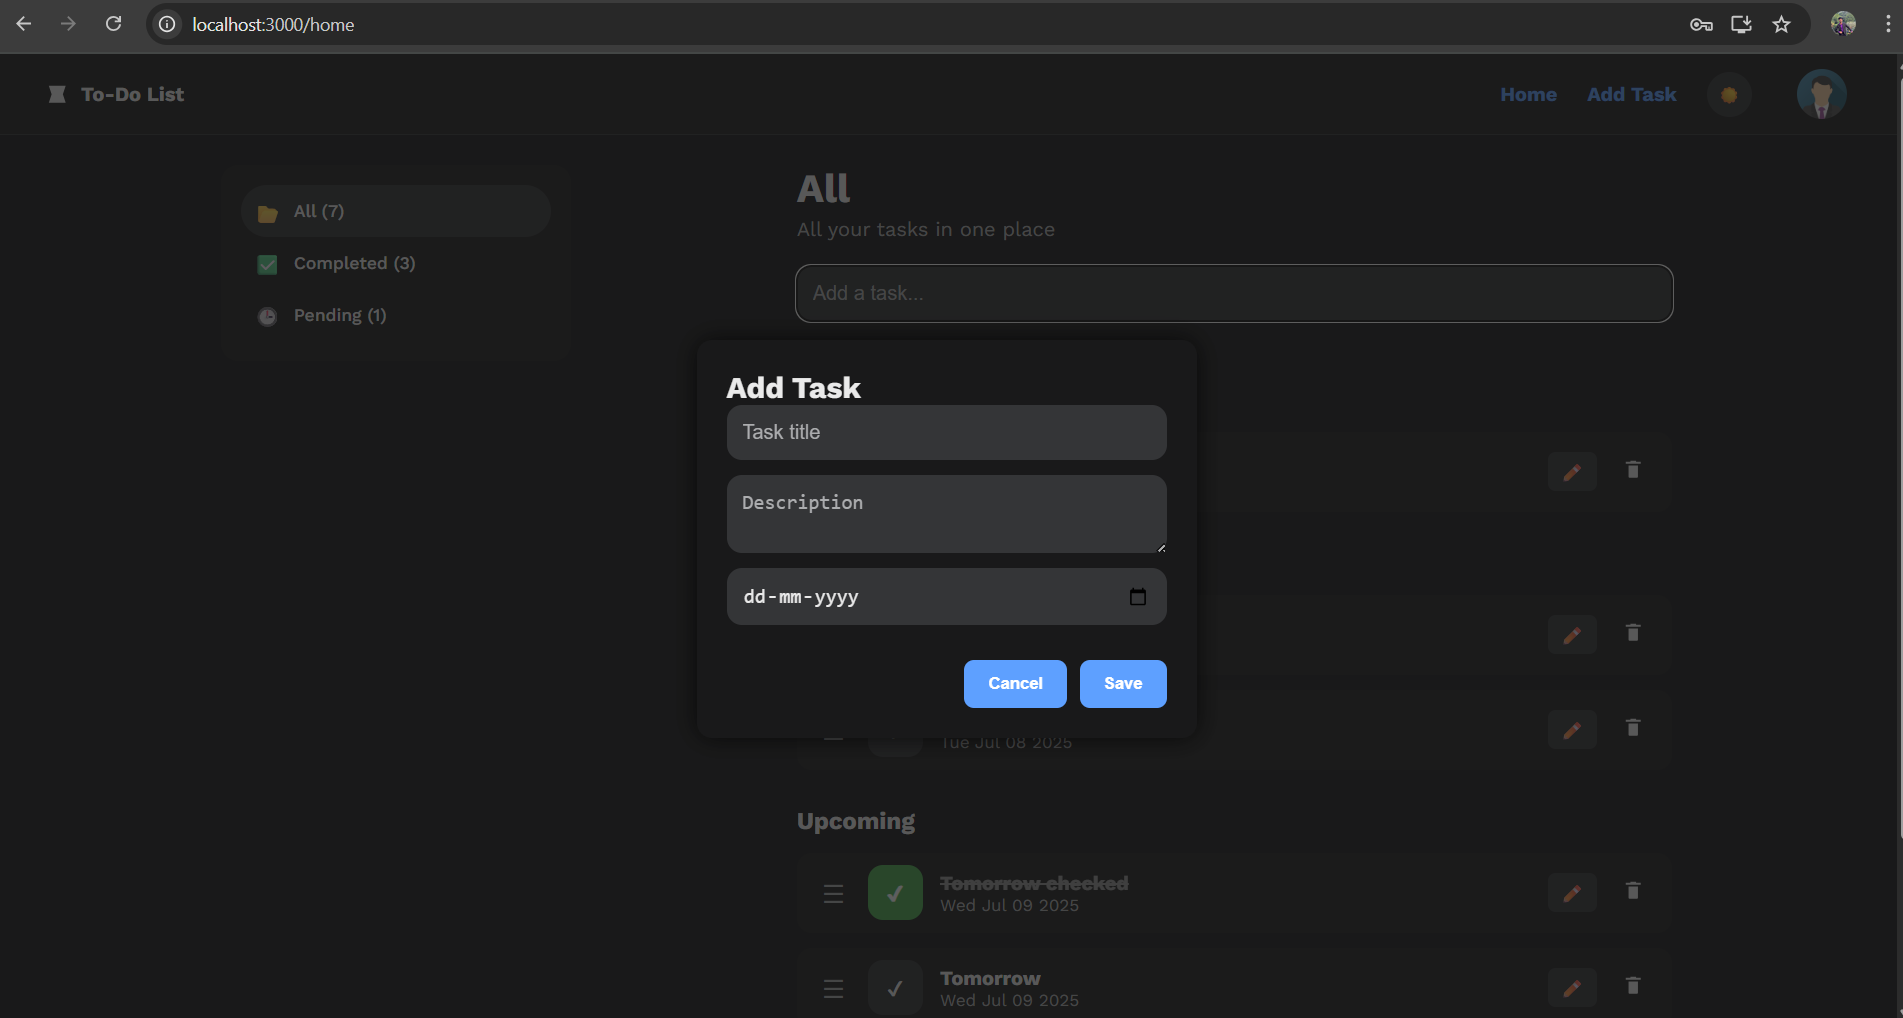 localhost:3000/home
To-Do List
Home
Add Task
All (7)
Completed (3)
Pending (1)
All
All your tasks in one place
Add a task...
Add Task
Task title
Description
dd-mm-yyyy
Cancel
Save
Tue Jul 08 2025
Upcoming
Tomorrow checked
Wed Jul 09 2025
Tomorrow
Wed Jul 09 2025